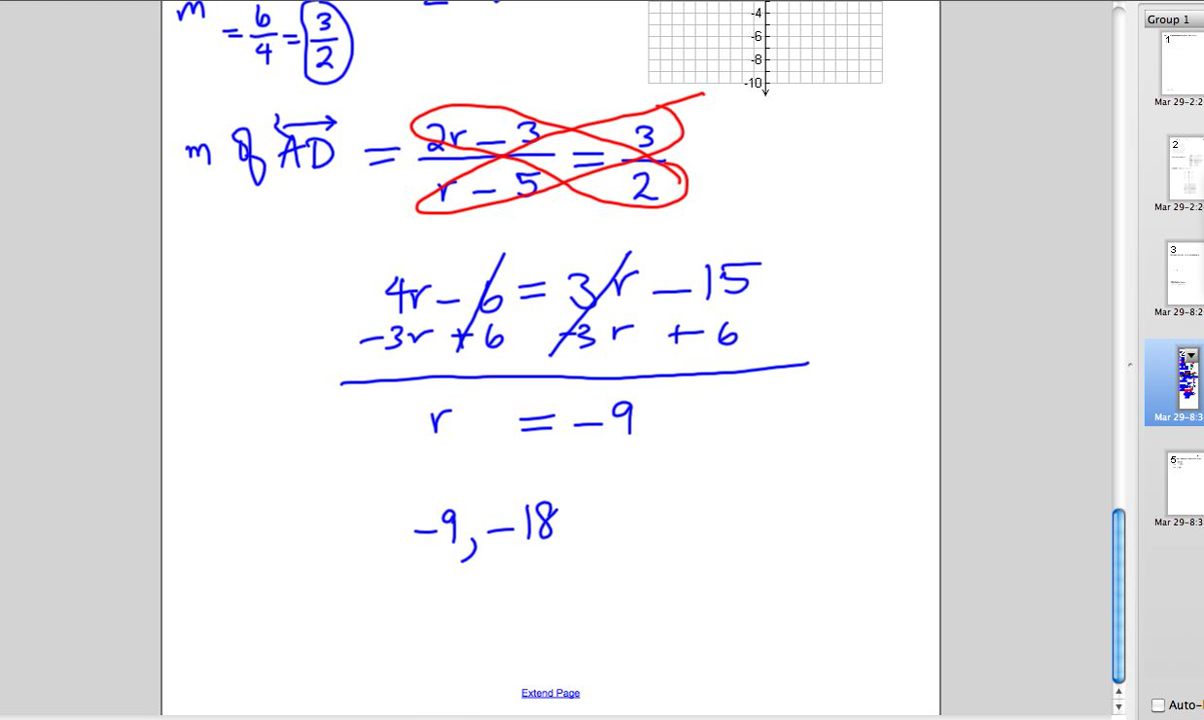 m
= 6/4 = 3/2
-4
-6
-8
-10
m of AD = 2r - 3 / r - 5 = 3 / 2
4r - 6 = 3r - 15
-3r + 6 -3r + 6
r = -9
-9, -18
Extend Page
Group 1
1
Mar 29-2:2
2
Mar 29-2:2
3
Mar 29-8:2
Mar 29-8:3
5
Mar 29-8:3
Auto-